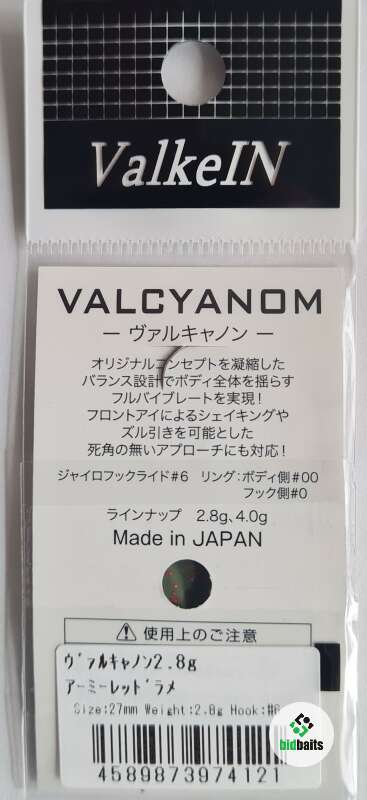 ValkeIN
VALCYANOM
― ヴァルキャノン ―
オリジナルコンセプトを凝縮した
バランス設計でボディ全体を揺らす
フルバイブレートを実現!
フロントアイによるシェイキングや
ズル引きを可能とした
死角の無いアプローチにも対応!
ジャイロフックライド#6 リング:ボディ側#00
フック側#0
ラインナップ 2.8g、4.0g
Made in JAPAN
⚠ 使用上のご注意
ヴァルキャノン2.8g
アーミーレッドラメ
Size:27mm Weight:2.8g Hook:#6
4589873974121
bidbaits